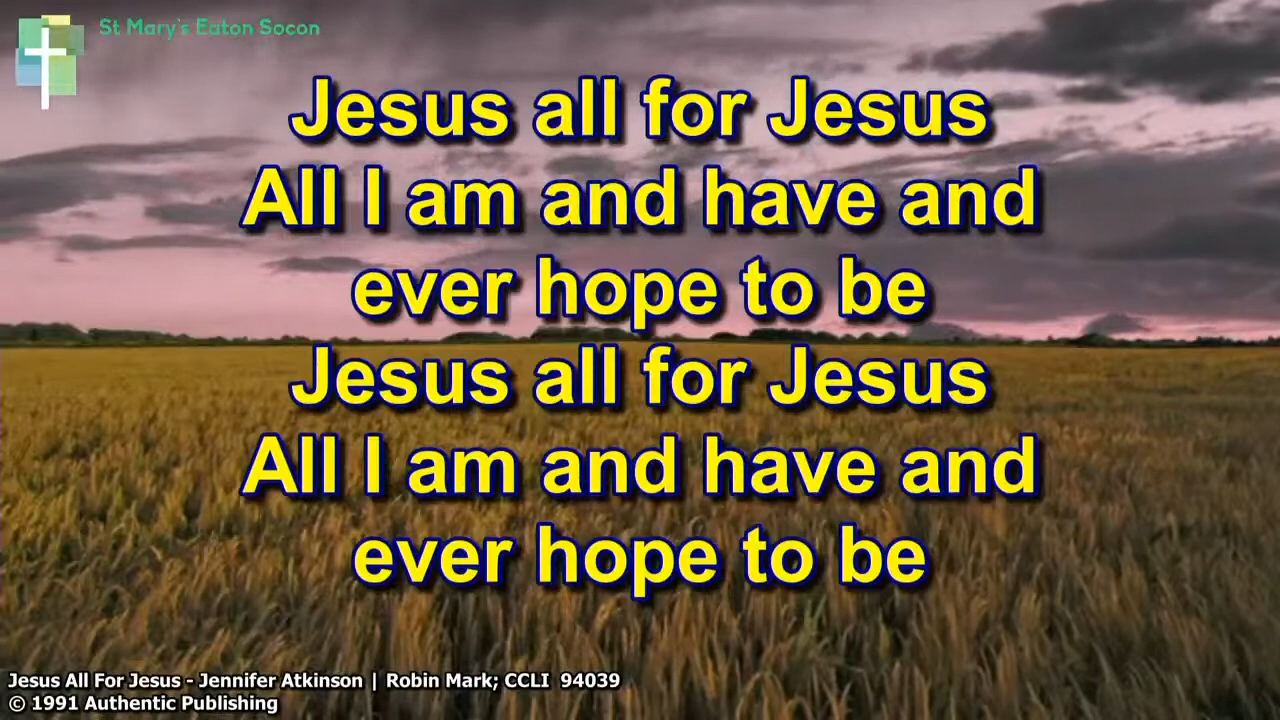 St Mary's Eaton Socon
Jesus all for Jesus
All I am and have and
ever hope to be
Jesus all for Jesus
All I am and have and
ever hope to be
Jesus All For Jesus - Jennifer Atkinson | Robin Mark; CCLI 94039
© 1991 Authentic Publishing